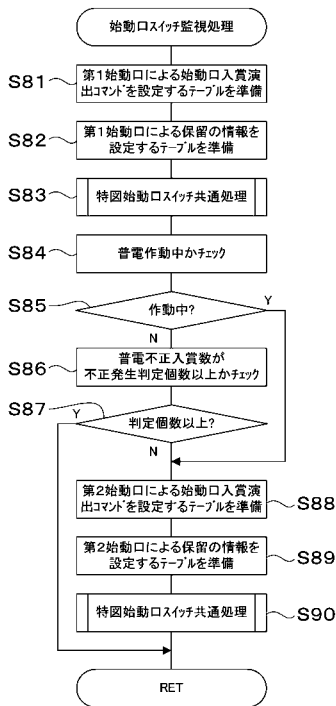 始動口スイッチ監視処理
S81
第1始動口による始動口入賞演
出コマンドを設定するテーブルを準備
S82
第1始動口による保留の情報を
設定するテーブルを準備
S83
特図始動口スイッチ共通処理
S84
普電作動中かチェック
S85
作動中?
Y
N
S86
普電不正入賞数が
不正発生判定個数以上かチェック
S87
Y
判定個数以上?
N
第2始動口による始動口入賞演
出コマンドを設定するテーブルを準備
S88
第2始動口による保留の情報を
設定するテーブルを準備
S89
特図始動口スイッチ共通処理
S90
RET